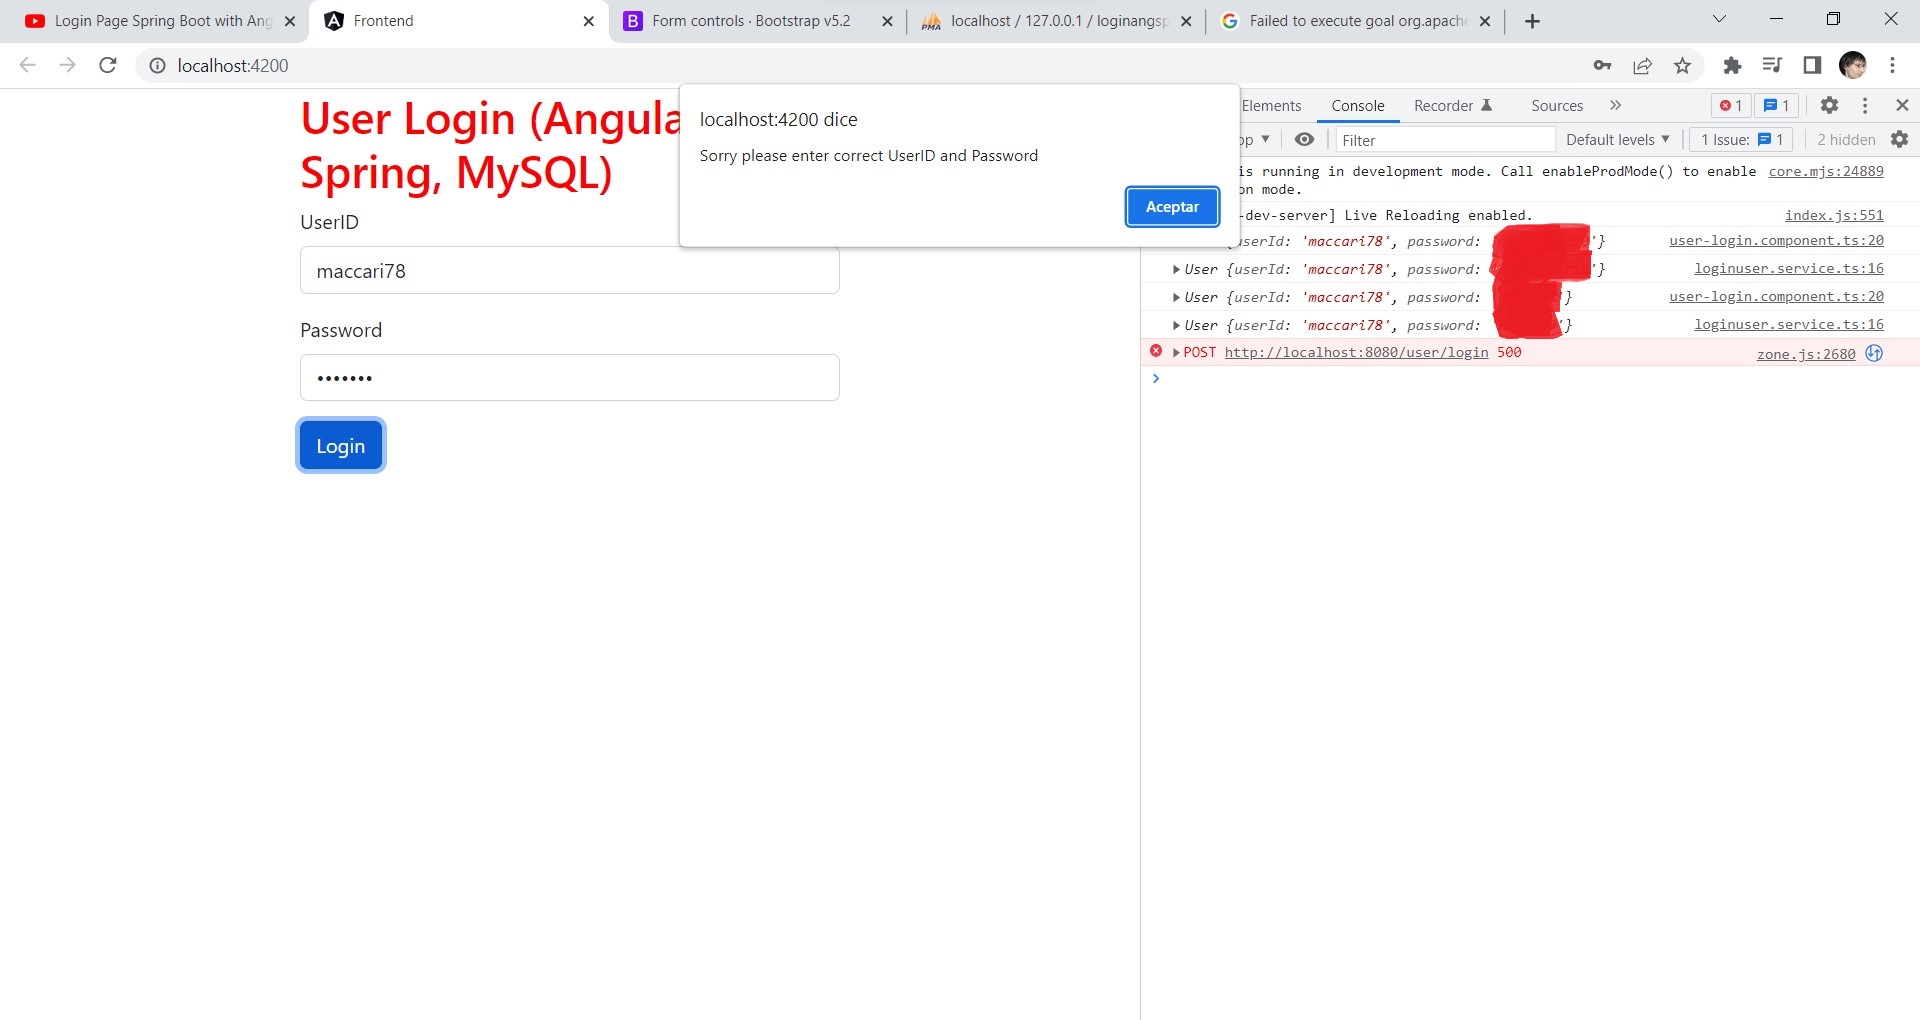 Login Page Spring Boot with Ang
Frontend
Form controls · Bootstrap v5.2
PMA
localhost / 127.0.0.1 / loginangsp
Failed to execute goal org.apache
localhost:4200
User Login (Angula
Spring, MySQL)
UserID
maccari78
Password
•••••••
Login
localhost:4200 dice
Sorry please enter correct UserID and Password
Aceptar
Elements
Console
Recorder
Sources
1
1
op
Filter
Default levels
1 Issue: 1
2 hidden
is running in development mode. Call enableProdMode() to enable core.mjs:24889
on mode.
-dev-server] Live Reloading enabled. index.js:551
userId: 'maccari78', password: '} user-login.component.ts:20
User {userId: 'maccari78', password: '} loginuser.service.ts:16
User {userId: 'maccari78', password: '} user-login.component.ts:20
User {userId: 'maccari78', password: '} loginuser.service.ts:16
POST http://localhost:8080/user/login 500 zone.js:2680